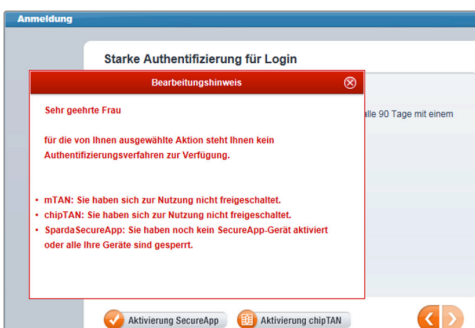 Anmeldung
Starke Authentifizierung für Login
Bearbeitungshinweis
Sehr geehrte Frau
alle 90 Tage mit einem
für die von Ihnen ausgewählte Aktion steht Ihnen kein
Authentifizierungsverfahren zur Verfügung.
• mTAN: Sie haben sich zur Nutzung nicht freigeschaltet.
• chipTAN: Sie haben sich zur Nutzung nicht freigeschaltet.
• SpardaSecureApp: Sie haben noch kein SecureApp-Gerät aktiviert
oder alle Ihre Geräte sind gesperrt.
Aktivierung SecureApp
Aktivierung chipTAN